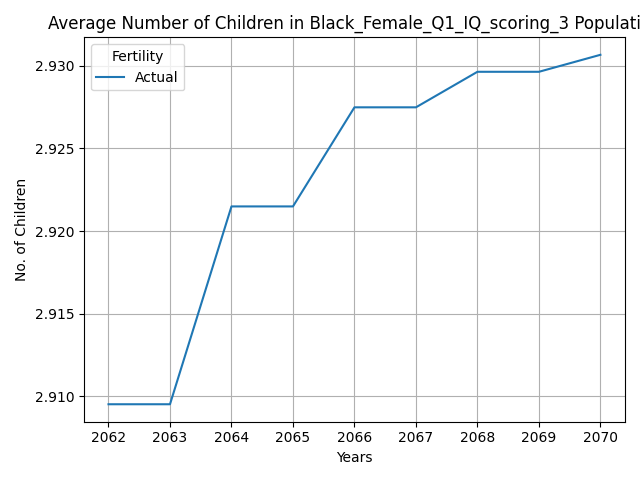 Average Number of Children in Black_Female_Q1_IQ_scoring_3 Populati
Fertility
Actual
2.930
2.925
2.920
2.915
2.910
No. of Children
2062 2063 2064 2065 2066 2067 2068 2069 2070
Years